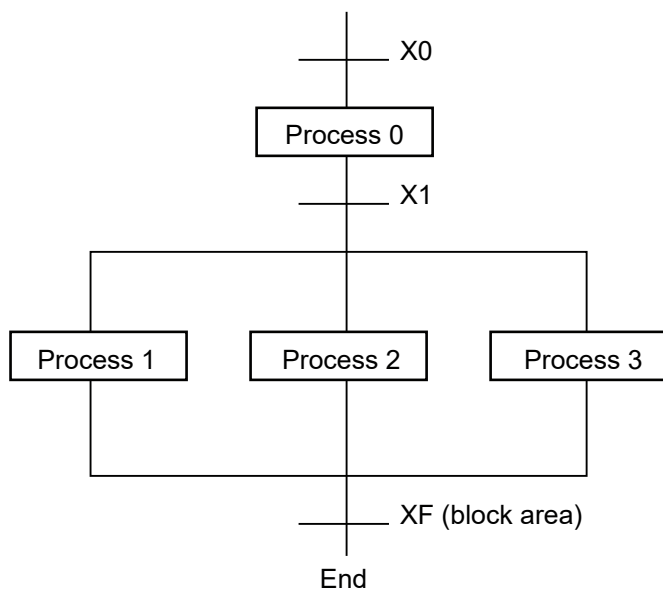 X0
Process 0
X1
Process 1
Process 2
Process 3
XF (block area)
End